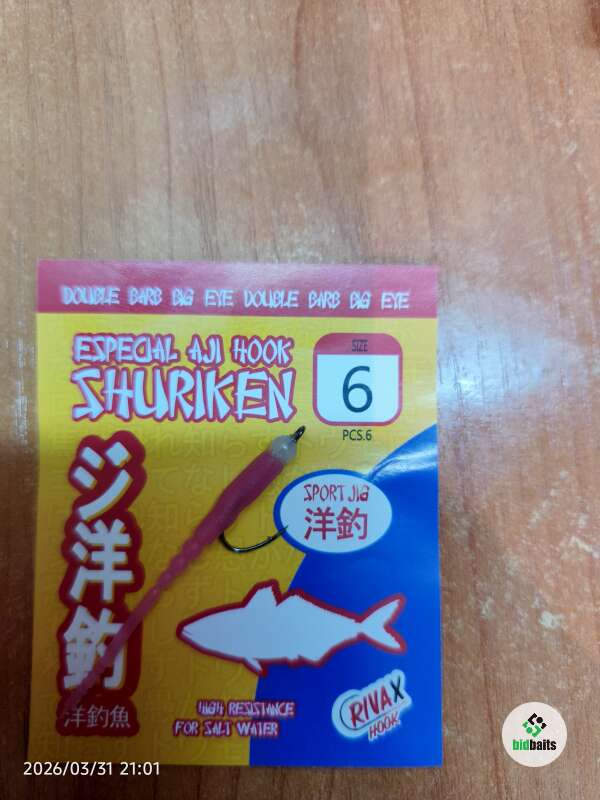 DOUBLE BARB BIG EYE DOUBLE BARB BIG EYE
ESPECIAL AJI HOOK
SHURIKEN
SIZE
6
PCS.6
SPORT JIG
洋釣
ジ洋釣
洋釣魚
HIGH RESISTANCE
FOR SALT WATER
RIVAX
HOOK
bidbaits
2026/03/31 21:01